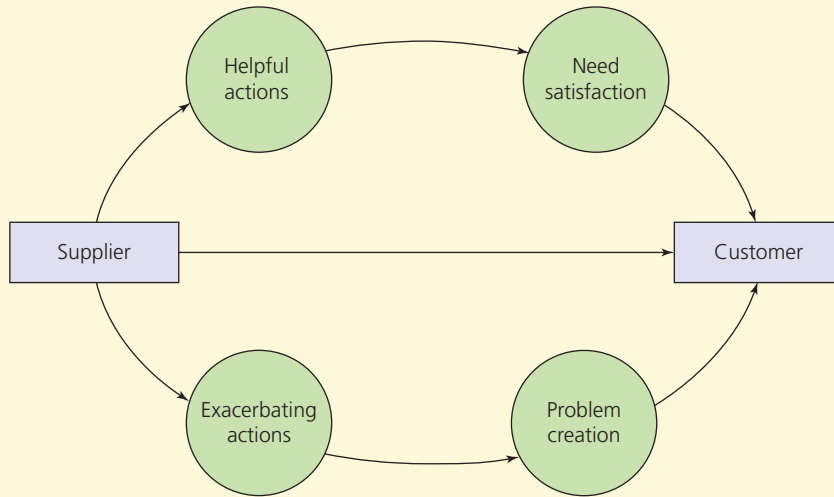 Helpful
actions
Need
satisfaction
Supplier
Customer
Exacerbating
actions
Problem
creation